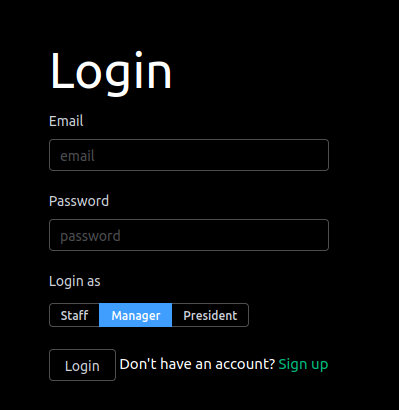 Login
Email
email
Password
password
Login as
Staff Manager President
Login Don't have an account? Sign up